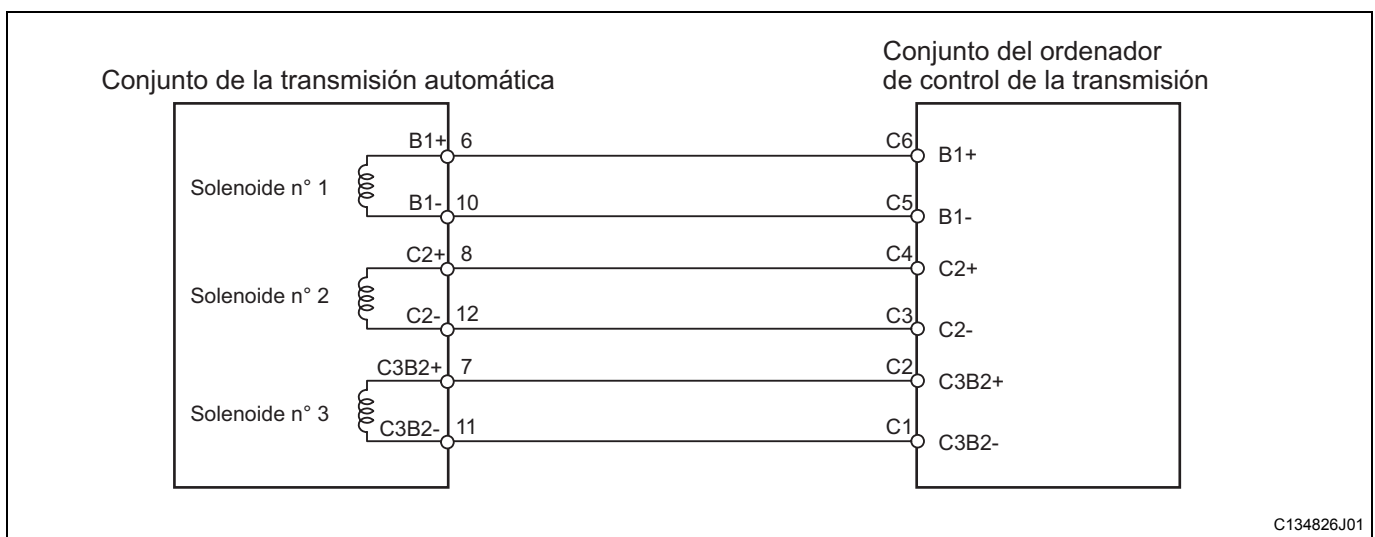 Conjunto de la transmisión automática
Conjunto del ordenador
de control de la transmisión
Solenoide n° 1
B1+ 6 C6 B1+
B1- 10 C5 B1-
Solenoide n° 2
C2+ 8 C4 C2+
C2- 12 C3 C2-
Solenoide n° 3
C3B2+ 7 C2 C3B2+
C3B2- 11 C1 C3B2-
C134826J01